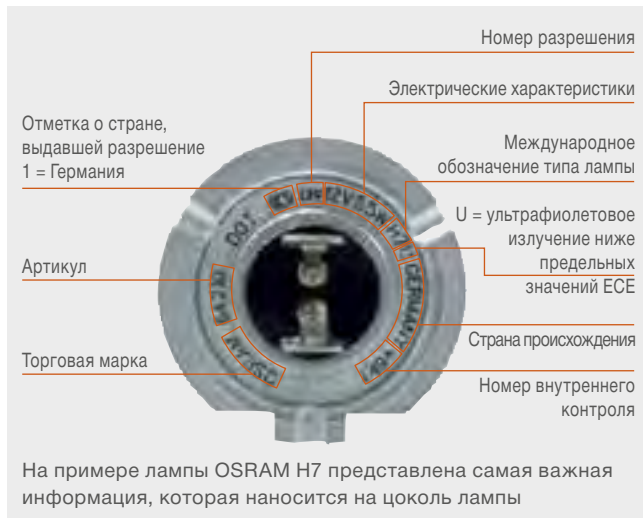 Номер разрешения
Электрические характеристики
Отметка о стране,
выдавшей разрешение
1 = Германия
Международное
обозначение типа лампы
U = ультрафиолетовое
излучение ниже
предельных
значений ECE
Артикул
Страна происхождения
Торговая марка
Номер внутреннего
контроля
DOT
12V55W
H7
GERMANY
OSRAM
На примере лампы OSRAM H7 представлена самая важная
информация, которая наносится на цоколь лампы